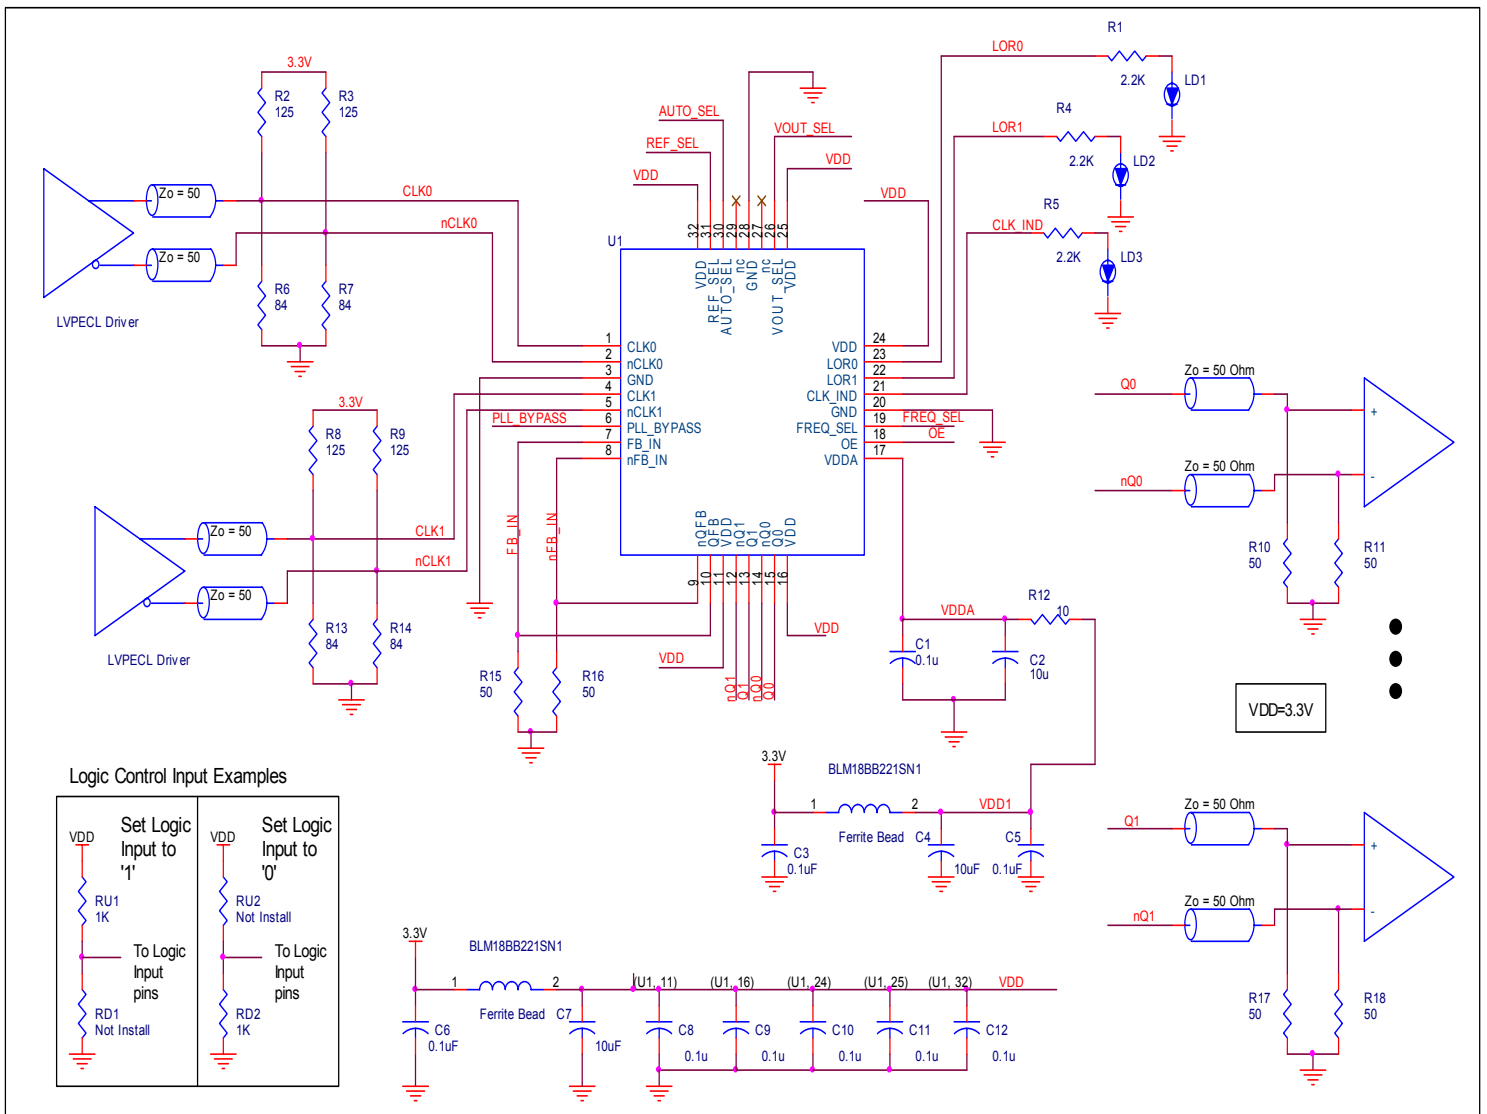 R1
LOR0
2.2K
LD1
3.3V
R2
125
R3
125
AUTO_SEL
VOUT_SEL
R4
LOR1
2.2K
LD2
REF_SEL
VDD
VDD
VDD
Zo = 50
CLK0
nCLK0
Zo = 50
R5
CLK_IND
2.2K
LD3
R6
84
R7
84
LVPECL Driver
U1
32
31
30
29
28
27
26
25
VDD
REF_SEL
AUTO_SEL
nc
GND
nc
VOUT_SEL
VDD
1
CLK0
2
nCLK0
3
GND
4
CLK1
5
nCLK1
6
PLL_BYPASS
7
FB_IN
8
nFB_IN
PLL_BYPASS
24
VDD
23
LOR0
22
LOR1
21
CLK_IND
20
GND
19
FREQ_SEL
18
OE
17
VDDA
FREQ_SEL
OE
nQFB
QFB
VDD
nQ1
Q1
nQ0
Q0
VDD
9
10
11
12
13
14
15
16
3.3V
R8
125
R9
125
Zo = 50
CLK1
nCLK1
Zo = 50
R13
84
R14
84
LVPECL Driver
FB_IN
nFB_IN
R15
50
R16
50
VDD
VDD
nQ1
Q1
nQ0
Q0
VDDA
R12
10
C1
0.1u
C2
10u
Zo = 50 Ohm
Q0
+
Zo = 50 Ohm
nQ0
-
R10
50
R11
50
VDD=3.3V
3.3V
BLM18BB221SN1
1
2
VDD1
Ferrite Bead
C3
0.1uF
C4
10uF
C5
0.1uF
Zo = 50 Ohm
Q1
+
Zo = 50 Ohm
nQ1
-
R17
50
R18
50
Logic Control Input Examples
VDD
Set Logic
Input to
'1'
RU1
1K
To Logic
Input
pins
RD1
Not Install
VDD
Set Logic
Input to
'0'
RU2
Not Install
To Logic
Input
pins
RD2
1K
3.3V
BLM18BB221SN1
1
2
Ferrite Bead
C6
0.1uF
C7
10uF
(U1, 11)
(U1, 16)
(U1, 24)
(U1, 25)
(U1, 32)
VDD
C8
0.1u
C9
0.1u
C10
0.1u
C11
0.1u
C12
0.1u